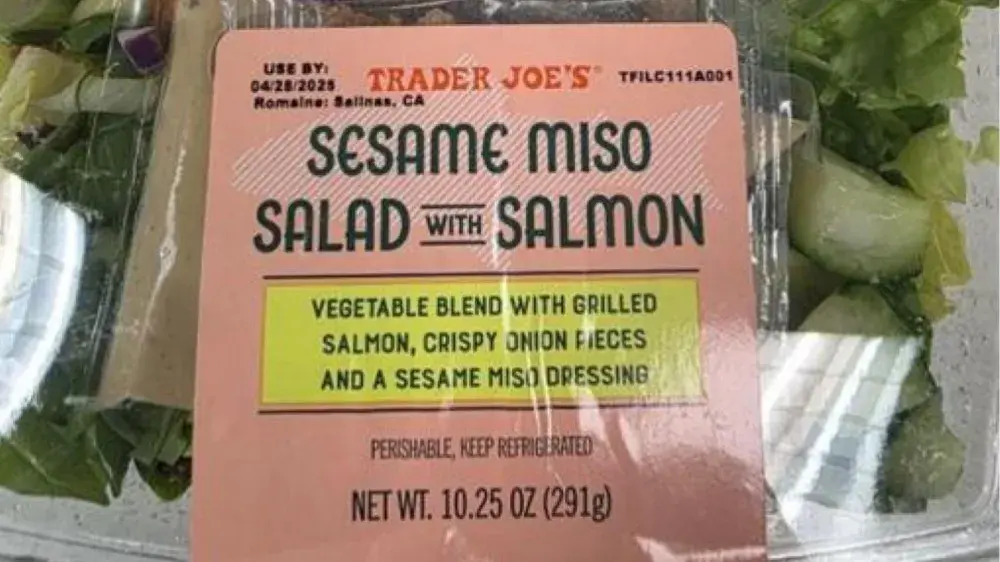 USE BY:
04/28/2025
Romaine: Salinas, CA
TRADER JOE'S®
TFILC111A001
SESAME MISO
SALAD WITH SALMON
VEGETABLE BLEND WITH GRILLED
SALMON, CRISPY ONION PIECES
AND A SESAME MISO DRESSING
PERISHABLE, KEEP REFRIGERATED
NET WT. 10.25 OZ (291g)